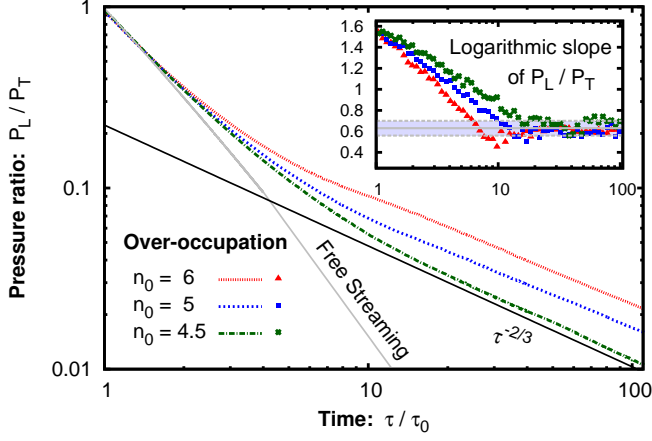 Pressure ratio: P_L / P_T
1
0.1
0.01
1
10
100
Time: τ / τ_0
Over-occupation
n_0 = 6
n_0 = 5
n_0 = 4.5
Free Streaming
τ^-2/3
Logarithmic slope
of P_L / P_T
1.6
1.4
1.2
1
0.8
0.6
0.4
1
10
100